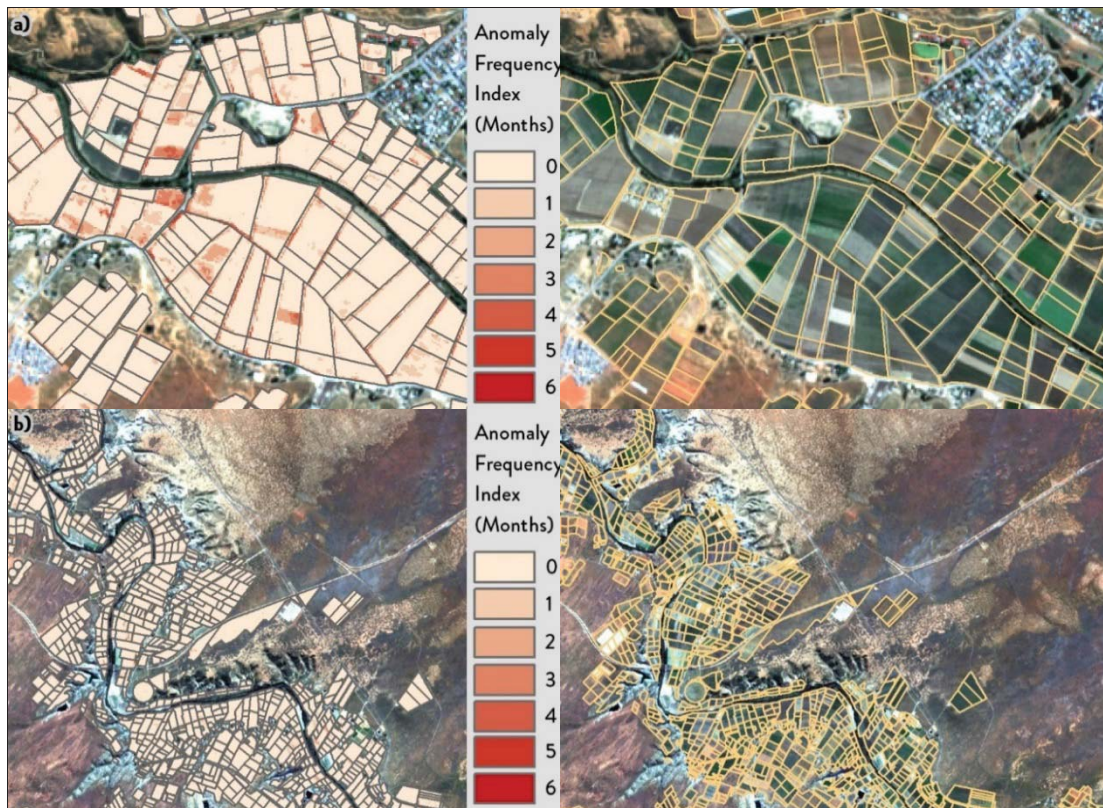 a)
Anomaly
Frequency
Index
(Months)
0
1
2
3
4
5
6
b)
Anomaly
Frequency
Index
(Months)
0
1
2
3
4
5
6